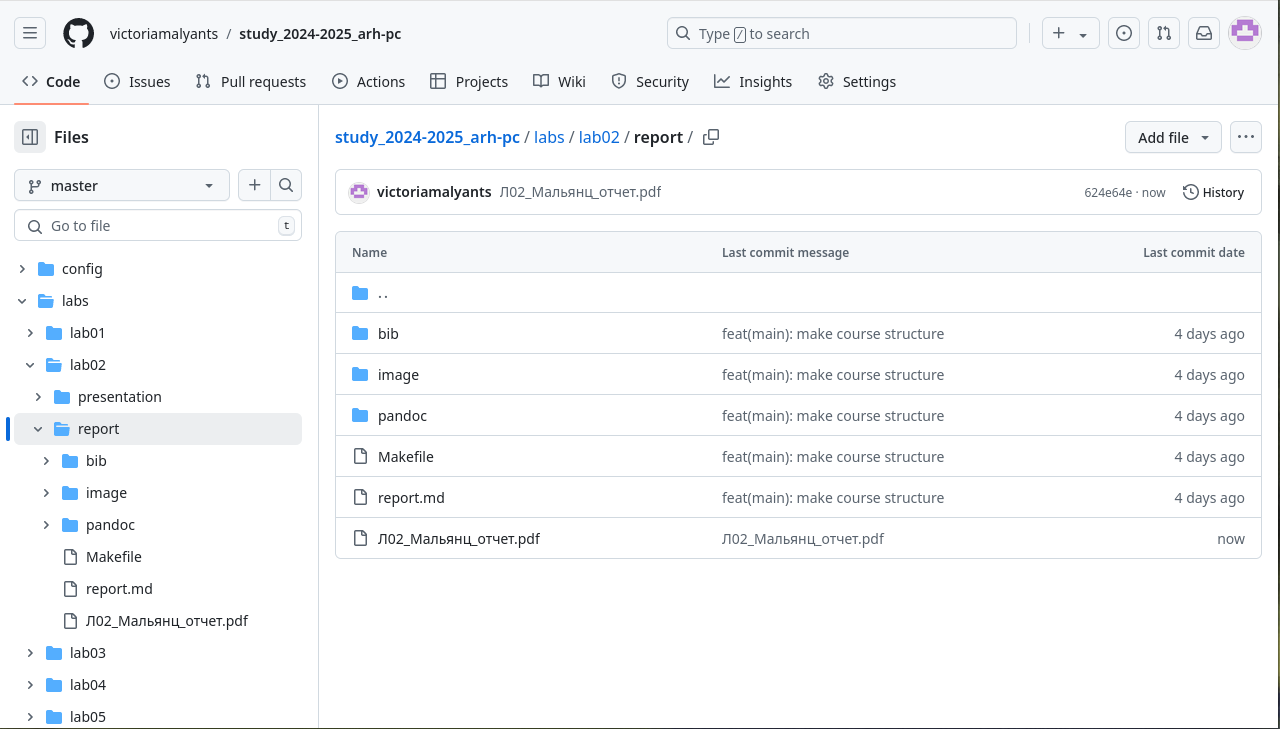 victoriamalyants / study_2024-2025_arh-pc
Type / to search
Code
Issues
Pull requests
Actions
Projects
Wiki
Security
Insights
Settings
Files
master
Go to file
t
config
labs
lab01
lab02
presentation
report
bib
image
pandoc
Makefile
report.md
Л02_Мальянц_отчет.pdf
lab03
lab04
lab05
study_2024-2025_arh-pc / labs / lab02 / report /
Add file
victoriamalyants Л02_Мальянц_отчет.pdf
624e64e · now
History
Name Last commit message Last commit date
..
bib feat(main): make course structure 4 days ago
image feat(main): make course structure 4 days ago
pandoc feat(main): make course structure 4 days ago
Makefile feat(main): make course structure 4 days ago
report.md feat(main): make course structure 4 days ago
Л02_Мальянц_отчет.pdf Л02_Мальянц_отчет.pdf now